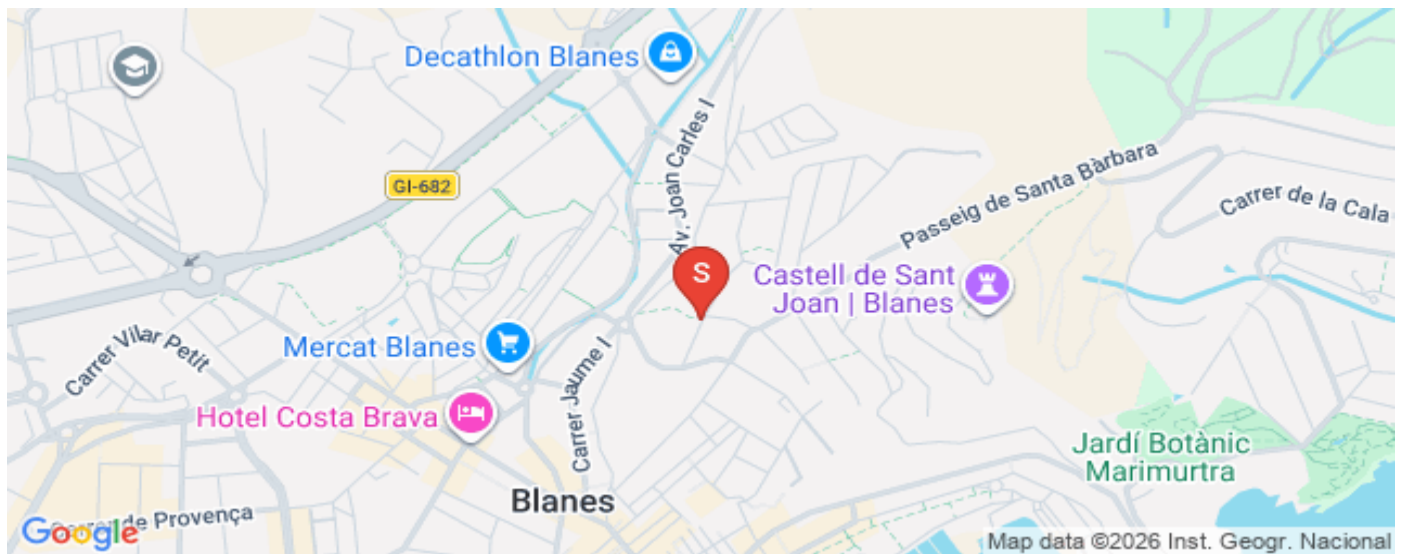 Decathlon Blanes
Av. Joan Carles I
GI-682
Passeig de Santa Bàrbara
Carrer de la Cala
S
Castell de Sant
Joan | Blanes
Carrer Vilar Petit
Mercat Blanes
Carrer Jaume I
Hotel Costa Brava
Jardí Botànic
Marimurtra
Blanes
Carrer de Provença
Google
Map data ©2026 Inst. Geogr. Nacional